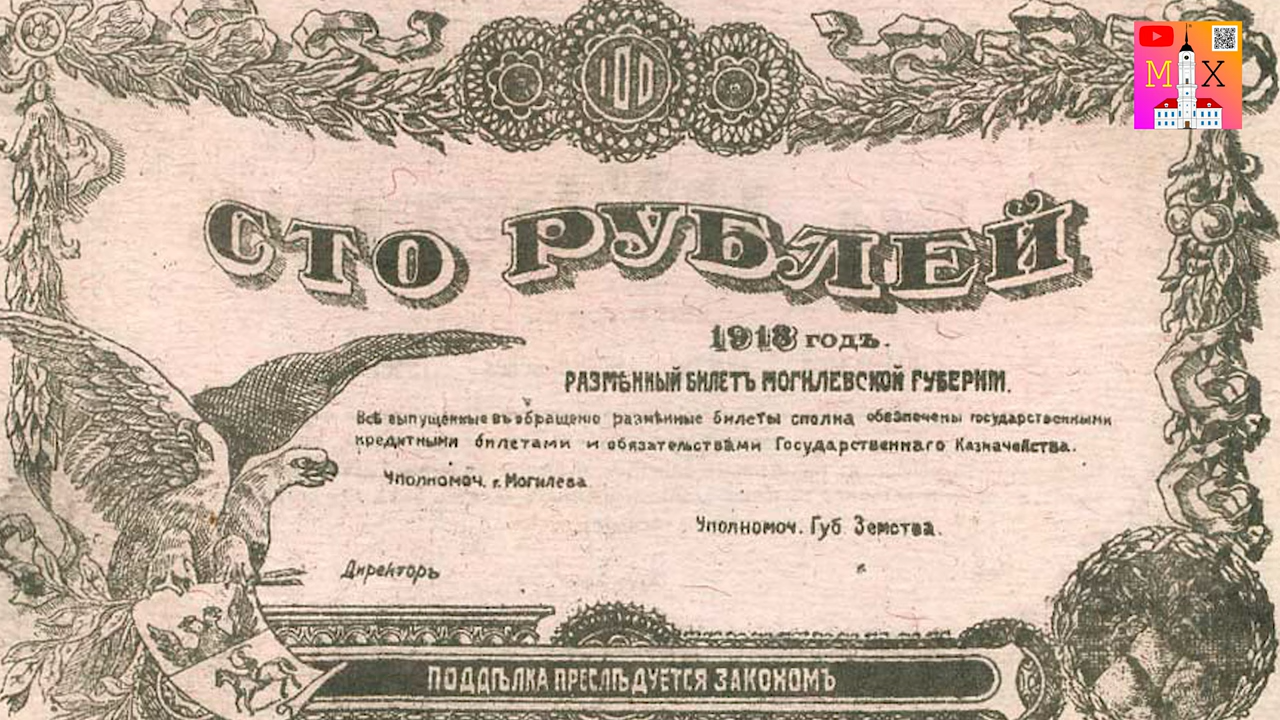 100
M X
СТО РУБЛЕЙ
1918 годъ.
РАЗМѢННЫЙ БИЛЕТЪ МОГИЛЕВСКОЙ ГУБЕРНІИ.
Всѣ выпущенные въ обращеніе размѣнные билеты сполна обезпечены государственными
кредитными билетами и обязательствами Государственнаго Казначейства.
Уполномоч. г. Могилева
Уполномоч. Губ Земства.
Директоръ
ПОДДѢЛКА ПРЕСЛѢДУЕТСЯ ЗАКОНОМЪ